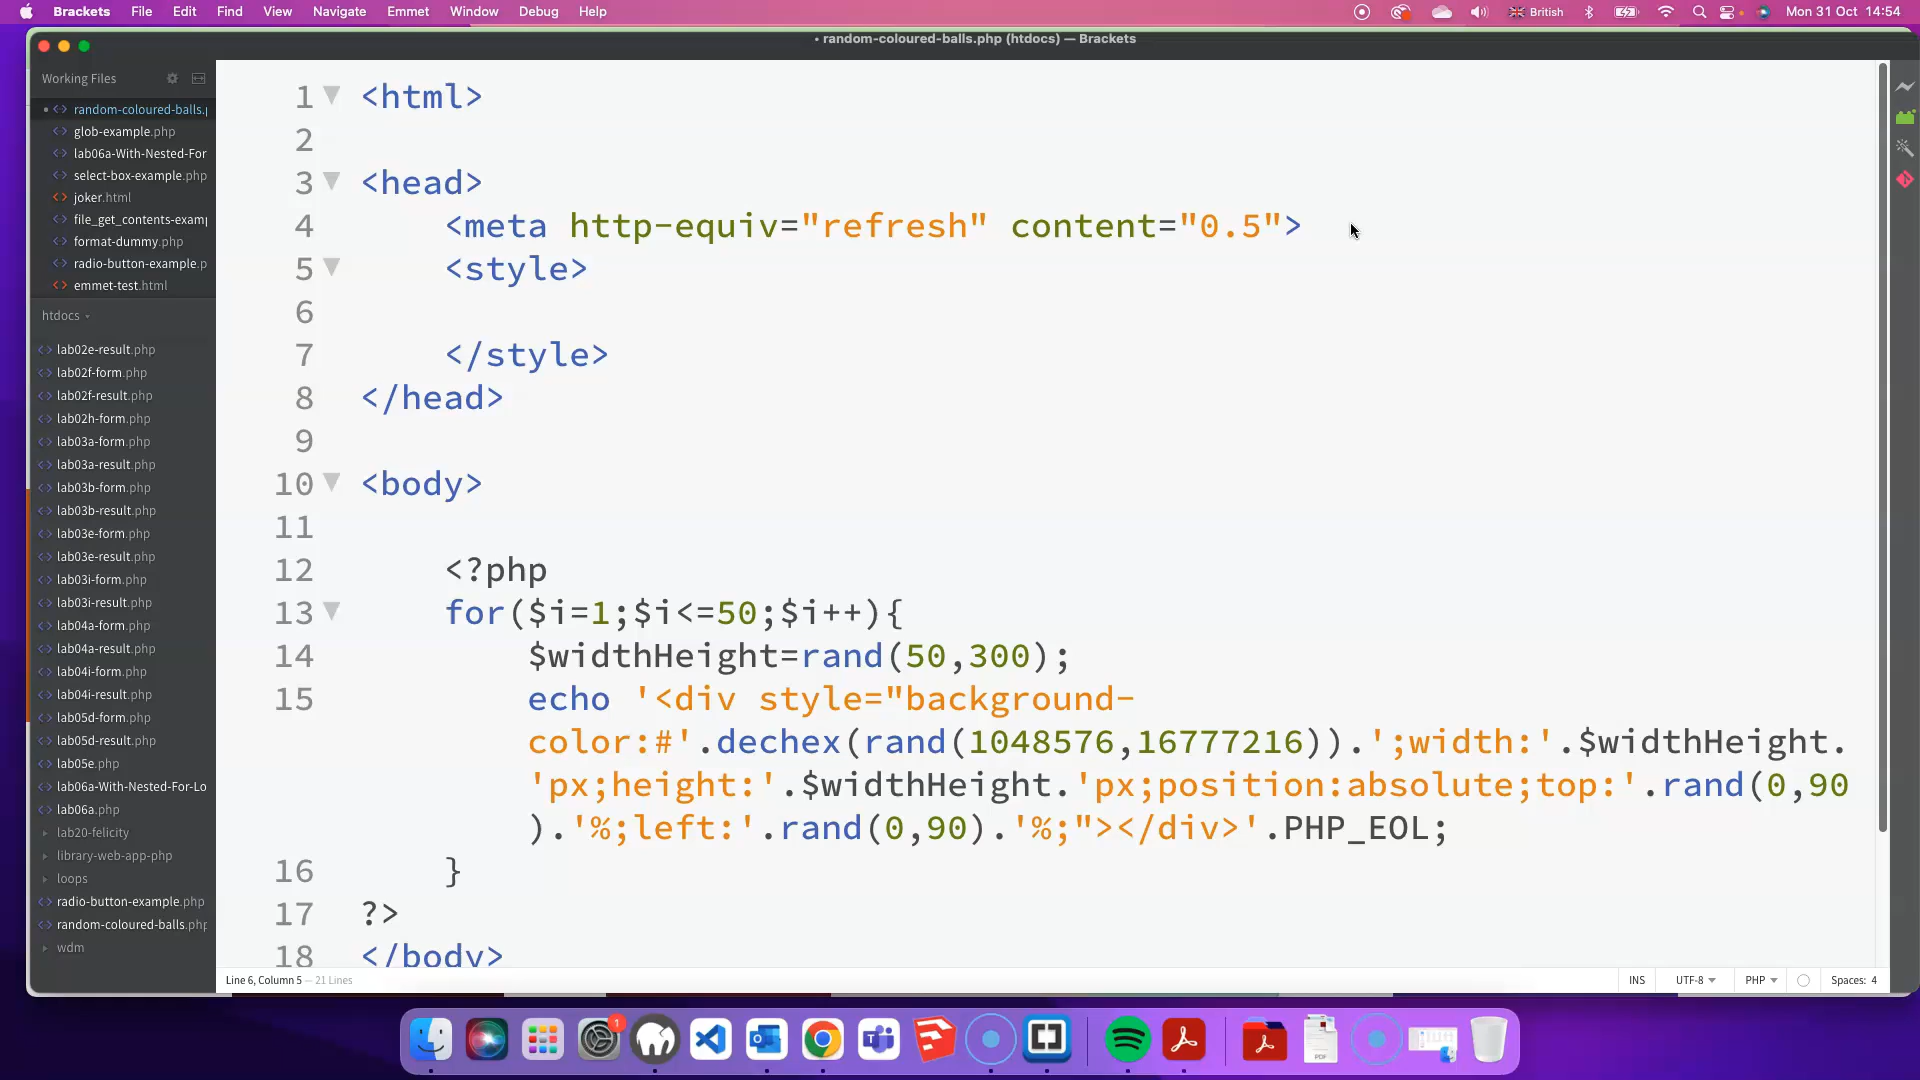 Brackets File Edit Find View Navigate Emmet Window Debug Help British Mon 31 Oct 14:54
• random-coloured-balls.php (htdocs) — Brackets
Working Files
random-coloured-balls.p
glob-example.php
lab06a-With-Nested-For
select-box-example.php
joker.html
file_get_contents-examp
format-dummy.php
radio-button-example.p
emmet-test.html
htdocs
lab02e-result.php
lab02f-form.php
lab02f-result.php
lab02h-form.php
lab03a-form.php
lab03a-result.php
lab03b-form.php
lab03b-result.php
lab03e-form.php
lab03e-result.php
lab03i-form.php
lab03i-result.php
lab04a-form.php
lab04a-result.php
lab04i-form.php
lab04i-result.php
lab05d-form.php
lab05d-result.php
lab05e.php
lab06a-With-Nested-For-Lo
lab06a.php
lab20-felicity
library-web-app-php
loops
radio-button-example.php
random-coloured-balls.php
wdm
1 <html>
2
3 <head>
4 <meta http-equiv="refresh" content="0.5">
5 <style>
6
7 </style>
8 </head>
9
10 <body>
11
12 <?php
13 for($i=1;$i<=50;$i++){
14 $widthHeight=rand(50,300);
15 echo '<div style="background-
color:#'.dechex(rand(1048576,16777216)).';width:'.$widthHeight.
'px;height:'.$widthHeight.'px;position:absolute;top:'.rand(0,90
).'%;left:'.rand(0,90).'%;"></div>'.PHP_EOL;
16 }
17 ?>
18 </body>
Line 6, Column 5 — 21 Lines INS UTF-8 PHP Spaces: 4
1
PDF